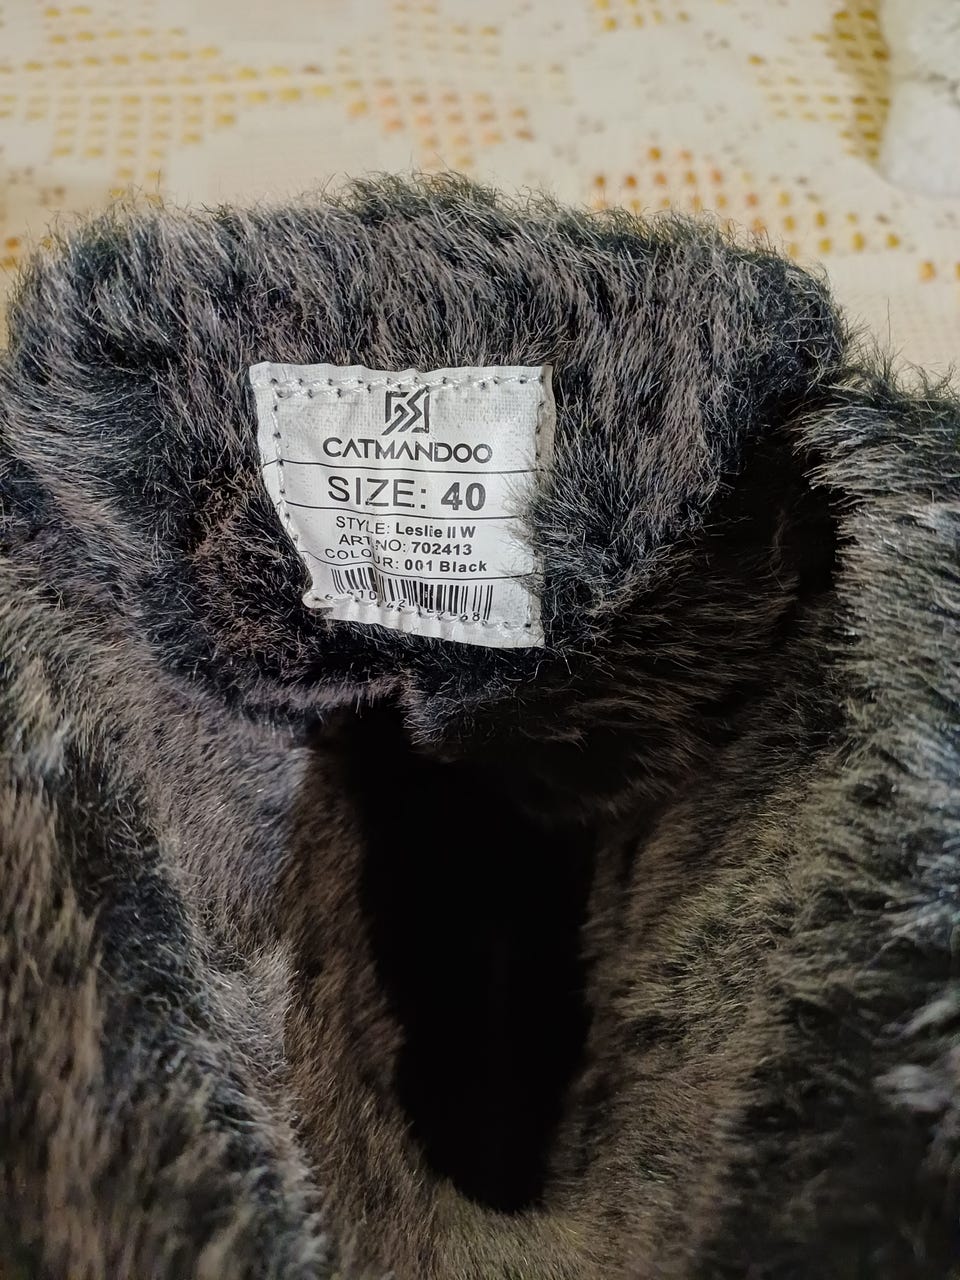 CATMANDOO
SIZE: 40
STYLE: Leslie II W
ART NO: 702413
COLOUR: 001 Black